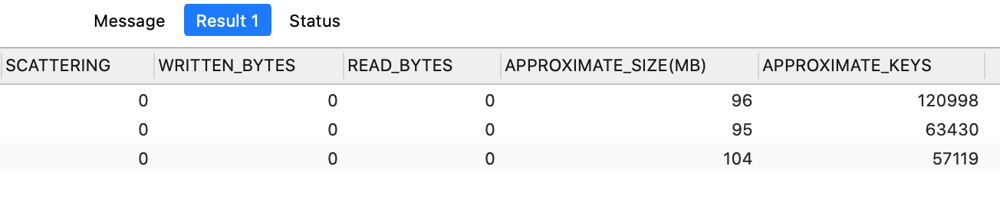 Message Result 1 Status
SCATTERING WRITTEN_BYTES READ_BYTES APPROXIMATE_SIZE(MB) APPROXIMATE_KEYS
0 0 0 96 120998
0 0 0 95 63430
0 0 0 104 57119